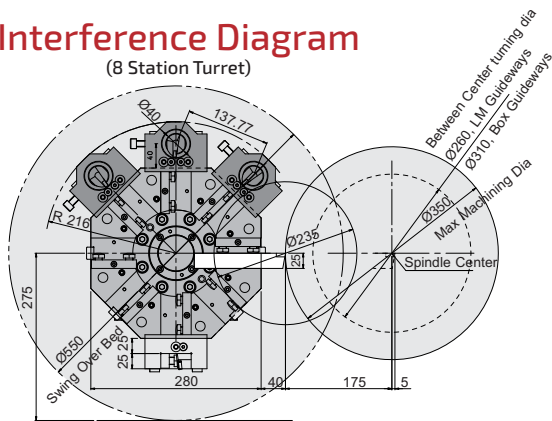 Interference Diagram
(8 Station Turret)
Between Center turning dia
Ø260, LM Guideways
Ø310, Box Guideways
Ø40
137.77
40
R 216
Ø235
25
Ø350
Max Machining Dia
Spindle Center
275
Ø550
Swing Over Bed
25
25
280
40
175
5